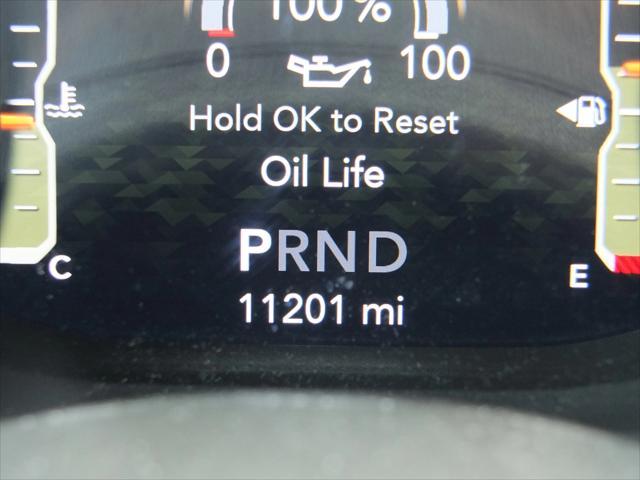 100 %
0 100
Hold OK to Reset
Oil Life
PRND
C E
11201 mi